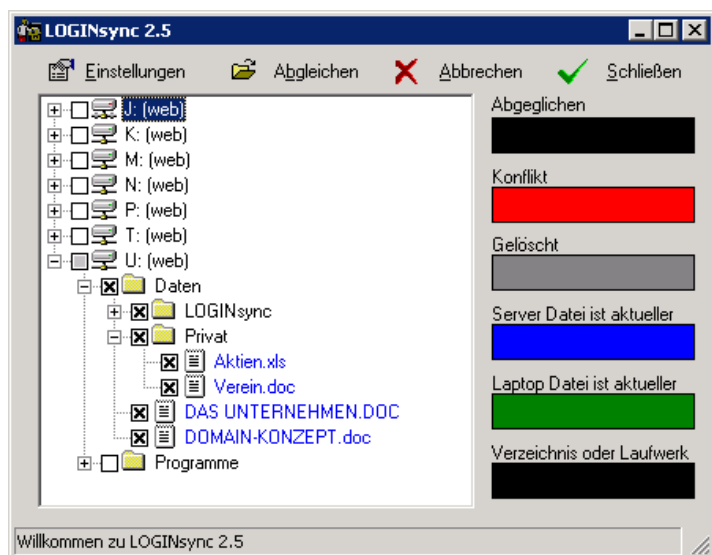 LOGINsync 2.5
Einstellungen Abgleichen Abbrechen Schließen
J: (web)
K: (web)
M: (web)
N: (web)
P: (web)
T: (web)
U: (web)
Daten
LOGINsync
Privat
Aktien.xls
Verein.doc
DAS UNTERNEHMEN.DOC
DOMAIN-KONZEPT.doc
Programme
Abgeglichen
Konflikt
Gelöscht
Server Datei ist aktueller
Laptop Datei ist aktueller
Verzeichnis oder Laufwerk
Willkommen zu LOGINsync 2.5